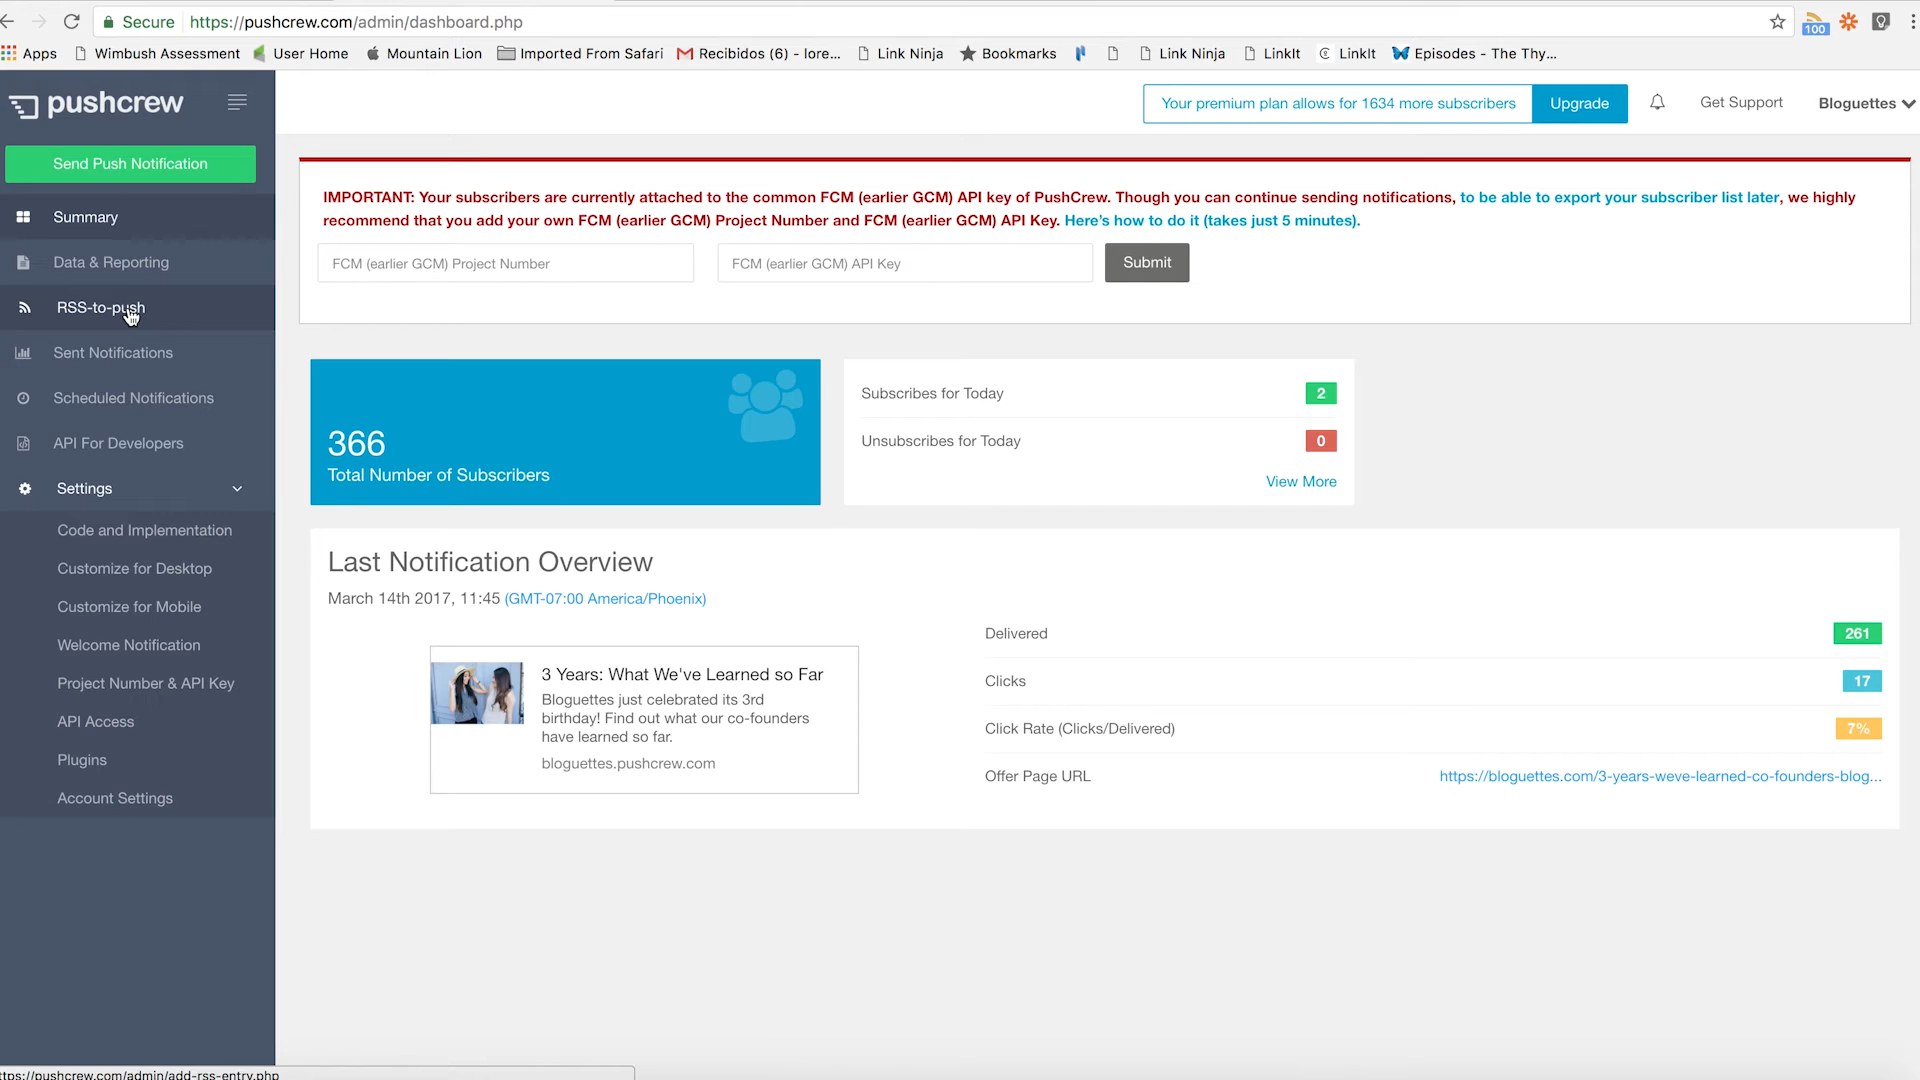 Secure https://pushcrew.com/admin/dashboard.php
100
Apps Wimbush Assessment User Home Mountain Lion Imported From Safari Recibidos (6) - lore... Link Ninja Bookmarks Link Ninja LinkIt LinkIt Episodes - The Thy...
pushcrew
Your premium plan allows for 1634 more subscribers Upgrade Get Support Bloguettes
Send Push Notification
Summary
Data & Reporting
RSS-to-push
Sent Notifications
Scheduled Notifications
API For Developers
Settings
Code and Implementation
Customize for Desktop
Customize for Mobile
Welcome Notification
Project Number & API Key
API Access
Plugins
Account Settings
IMPORTANT: Your subscribers are currently attached to the common FCM (earlier GCM) API key of PushCrew. Though you can continue sending notifications, to be able to export your subscriber list later, we highly
recommend that you add your own FCM (earlier GCM) Project Number and FCM (earlier GCM) API Key. Here's how to do it (takes just 5 minutes).
FCM (earlier GCM) Project Number FCM (earlier GCM) API Key Submit
366
Total Number of Subscribers
Subscribes for Today 2
Unsubscribes for Today 0
View More
Last Notification Overview
March 14th 2017, 11:45 (GMT-07:00 America/Phoenix)
3 Years: What We've Learned so Far
Bloguettes just celebrated its 3rd
birthday! Find out what our co-founders
have learned so far.
bloguettes.pushcrew.com
Delivered 261
Clicks 17
Click Rate (Clicks/Delivered) 7%
Offer Page URL https://bloguettes.com/3-years-weve-learned-co-founders-blog...
ttps://pushcrew.com/admin/add-rss-entry.php